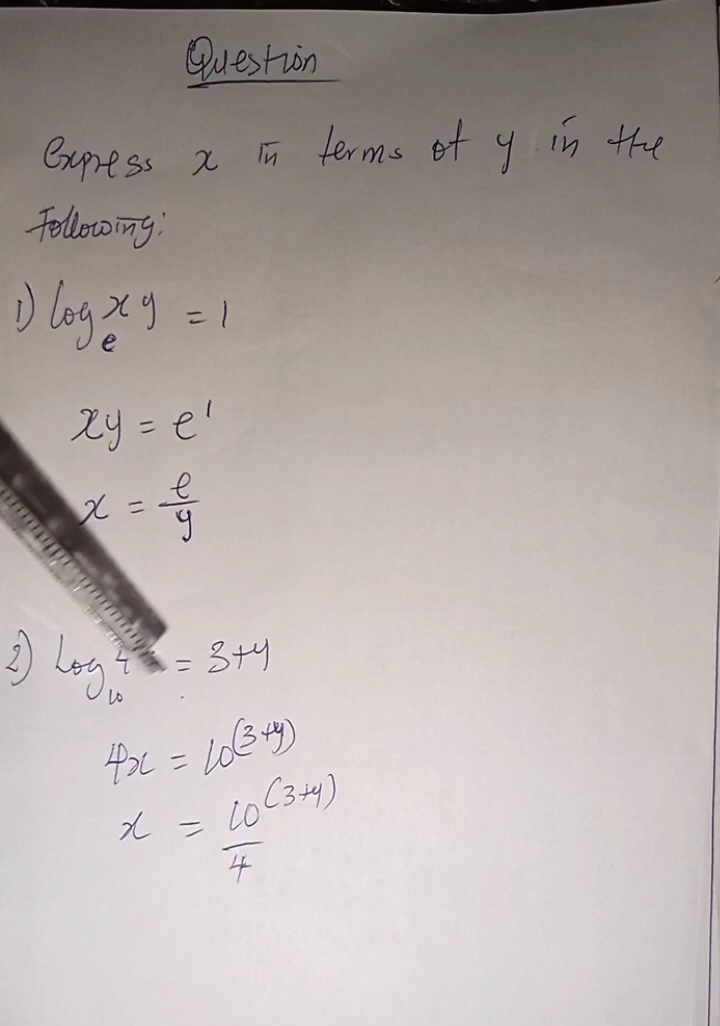 Question
Express x in terms of y in the
following:
1) log_e xy = 1
xy = e^1
x = e/y
2) Log_10 4 = 3+y
4x = 10^(3+y)
x = 10^(3+y)/4